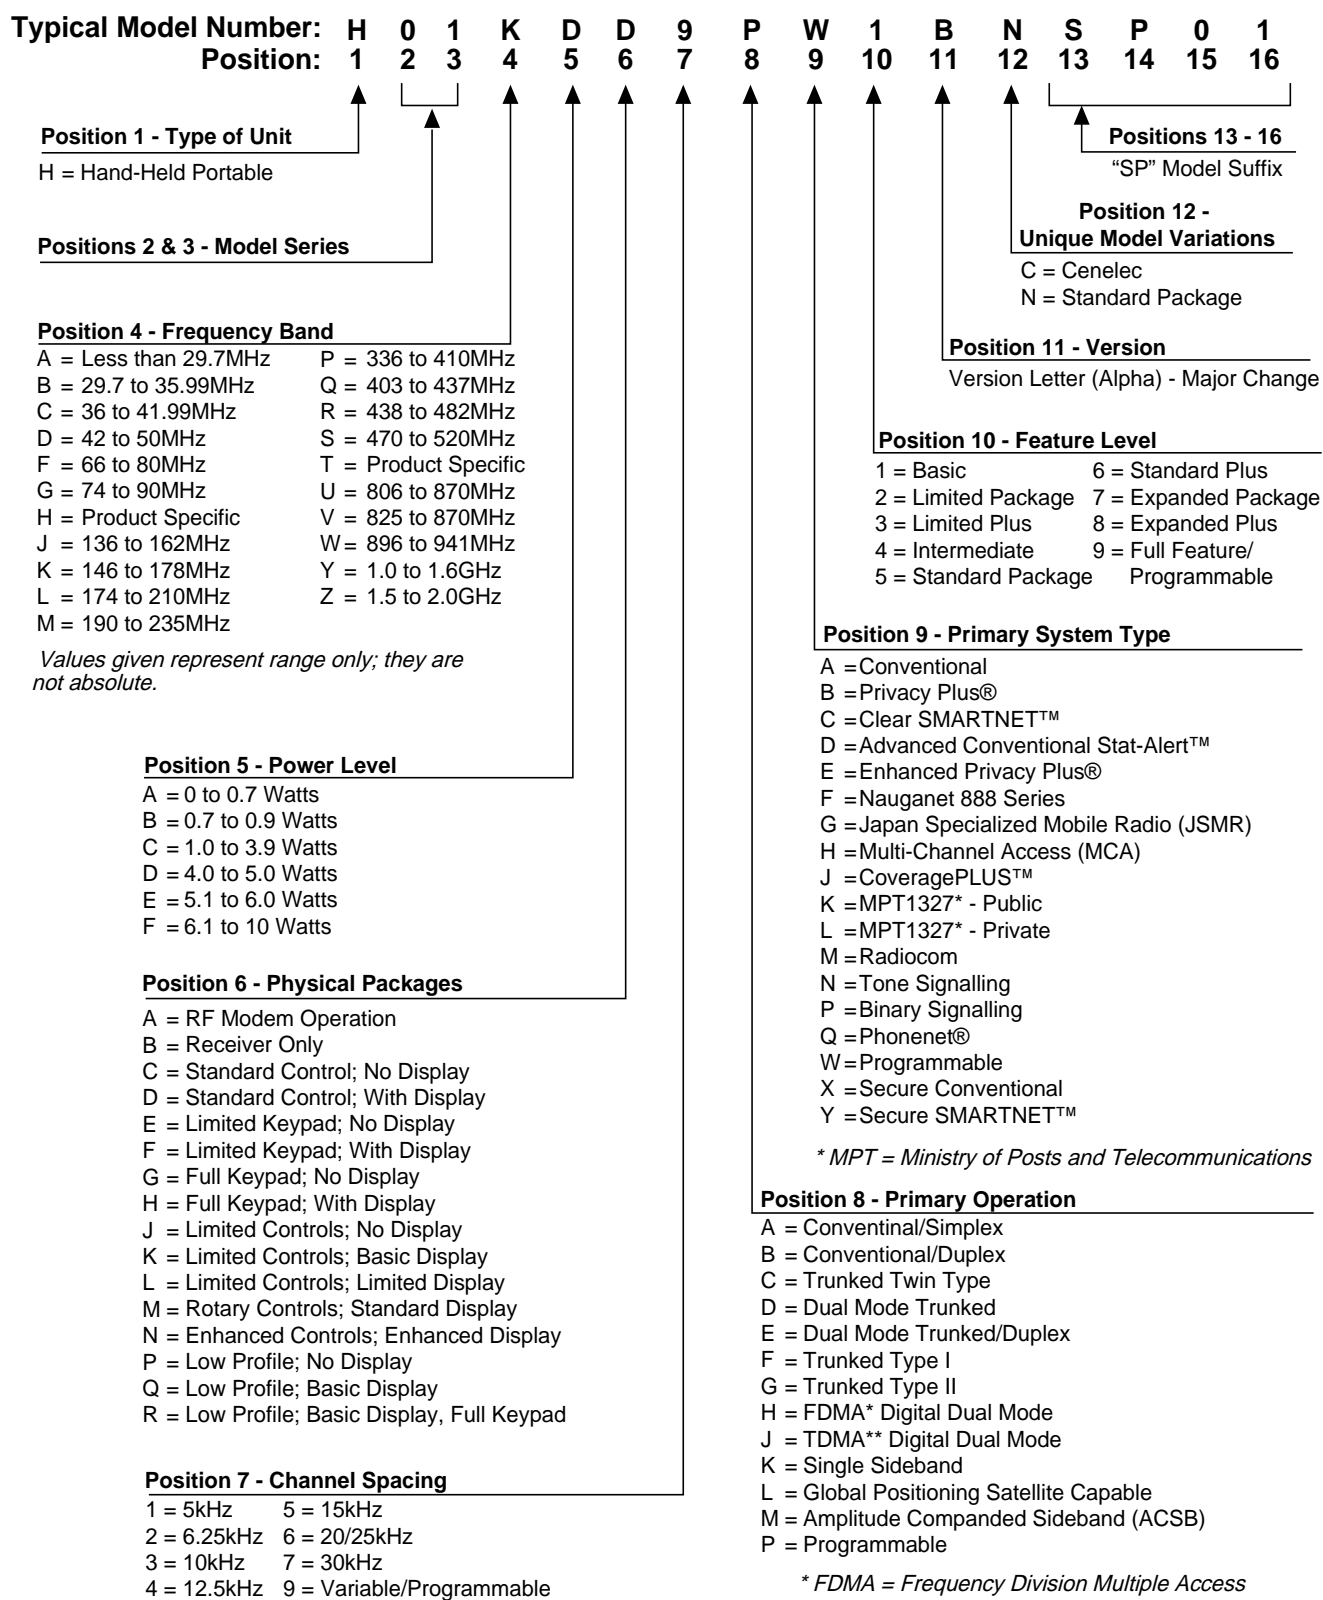 Typical Model Number: H 0 1 K D D 9 P W 1 B N S P 0 1
Position: 1 2 3 4 5 6 7 8 9 10 11 12 13 14 15 16
Position 1 - Type of Unit
H = Hand-Held Portable
Positions 2 & 3 - Model Series
Position 4 - Frequency Band
A = Less than 29.7MHz
B = 29.7 to 35.99MHz
C = 36 to 41.99MHz
D = 42 to 50MHz
F = 66 to 80MHz
G = 74 to 90MHz
H = Product Specific
J = 136 to 162MHz
K = 146 to 178MHz
L = 174 to 210MHz
M = 190 to 235MHz
P = 336 to 410MHz
Q = 403 to 437MHz
R = 438 to 482MHz
S = 470 to 520MHz
T = Product Specific
U = 806 to 870MHz
V = 825 to 870MHz
W = 896 to 941MHz
Y = 1.0 to 1.6GHz
Z = 1.5 to 2.0GHz
Values given represent range only; they are
not absolute.
Position 5 - Power Level
A = 0 to 0.7 Watts
B = 0.7 to 0.9 Watts
C = 1.0 to 3.9 Watts
D = 4.0 to 5.0 Watts
E = 5.1 to 6.0 Watts
F = 6.1 to 10 Watts
Position 6 - Physical Packages
A = RF Modem Operation
B = Receiver Only
C = Standard Control; No Display
D = Standard Control; With Display
E = Limited Keypad; No Display
F = Limited Keypad; With Display
G = Full Keypad; No Display
H = Full Keypad; With Display
J = Limited Controls; No Display
K = Limited Controls; Basic Display
L = Limited Controls; Limited Display
M = Rotary Controls; Standard Display
N = Enhanced Controls; Enhanced Display
P = Low Profile; No Display
Q = Low Profile; Basic Display
R = Low Profile; Basic Display, Full Keypad
Position 7 - Channel Spacing
1 = 5kHz
2 = 6.25kHz
3 = 10kHz
4 = 12.5kHz
5 = 15kHz
6 = 20/25kHz
7 = 30kHz
9 = Variable/Programmable
Positions 13 - 16
“SP” Model Suffix
Position 12 -
Unique Model Variations
C = Cenelec
N = Standard Package
Position 11 - Version
Version Letter (Alpha) - Major Change
Position 10 - Feature Level
1 = Basic
2 = Limited Package
3 = Limited Plus
4 = Intermediate
5 = Standard Package
6 = Standard Plus
7 = Expanded Package
8 = Expanded Plus
9 = Full Feature/
Programmable
Position 9 - Primary System Type
A =Conventional
B =Privacy Plus®
C =Clear SMARTNET™
D =Advanced Conventional Stat-Alert™
E =Enhanced Privacy Plus®
F =Nauganet 888 Series
G =Japan Specialized Mobile Radio (JSMR)
H =Multi-Channel Access (MCA)
J =CoveragePLUS™
K =MPT1327* - Public
L =MPT1327* - Private
M =Radiocom
N =Tone Signalling
P =Binary Signalling
Q =Phonenet®
W =Programmable
X =Secure Conventional
Y =Secure SMARTNET™
* MPT = Ministry of Posts and Telecommunications
Position 8 - Primary Operation
A = Conventinal/Simplex
B = Conventional/Duplex
C = Trunked Twin Type
D = Dual Mode Trunked
E = Dual Mode Trunked/Duplex
F = Trunked Type I
G = Trunked Type II
H = FDMA* Digital Dual Mode
J = TDMA** Digital Dual Mode
K = Single Sideband
L = Global Positioning Satellite Capable
M = Amplitude Companded Sideband (ACSB)
P = Programmable
* FDMA = Frequency Division Multiple Access